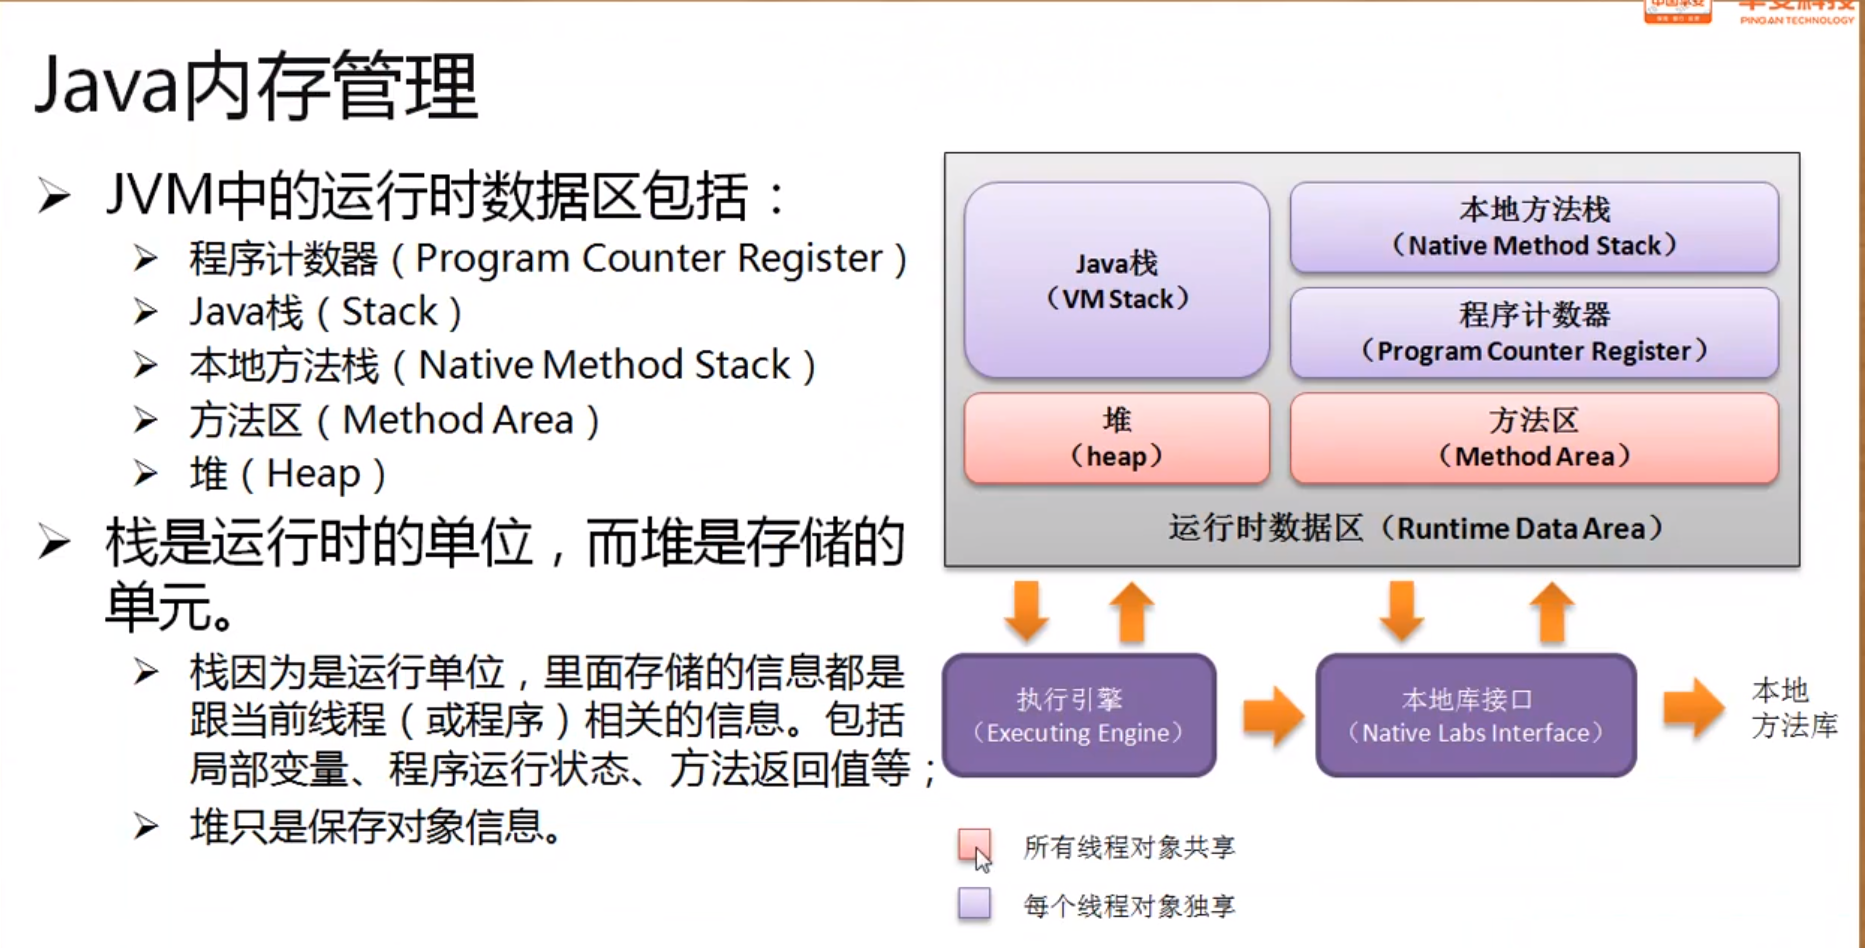 PINGAN TECHNOLOGY
Java内存管理
➢ JVM中的运行时数据区包括：
➢ 程序计数器（Program Counter Register）
➢ Java栈（Stack）
➢ 本地方法栈（Native Method Stack）
➢ 方法区（Method Area）
➢ 堆（Heap）
➢ 栈是运行时的单位，而堆是存储的
单元。
➢ 栈因为是运行单位，里面存储的信息都是
跟当前线程（或程序）相关的信息。包括
局部变量、程序运行状态、方法返回值等；
➢ 堆只是保存对象信息。
Java栈
（VM Stack）
本地方法栈
（Native Method Stack）
程序计数器
（Program Counter Register）
堆
（heap）
方法区
（Method Area）
运行时数据区（Runtime Data Area）
执行引擎
（Executing Engine）
本地库接口
（Native Labs Interface）
本地
方法库
所有线程对象共享
每个线程对象独享